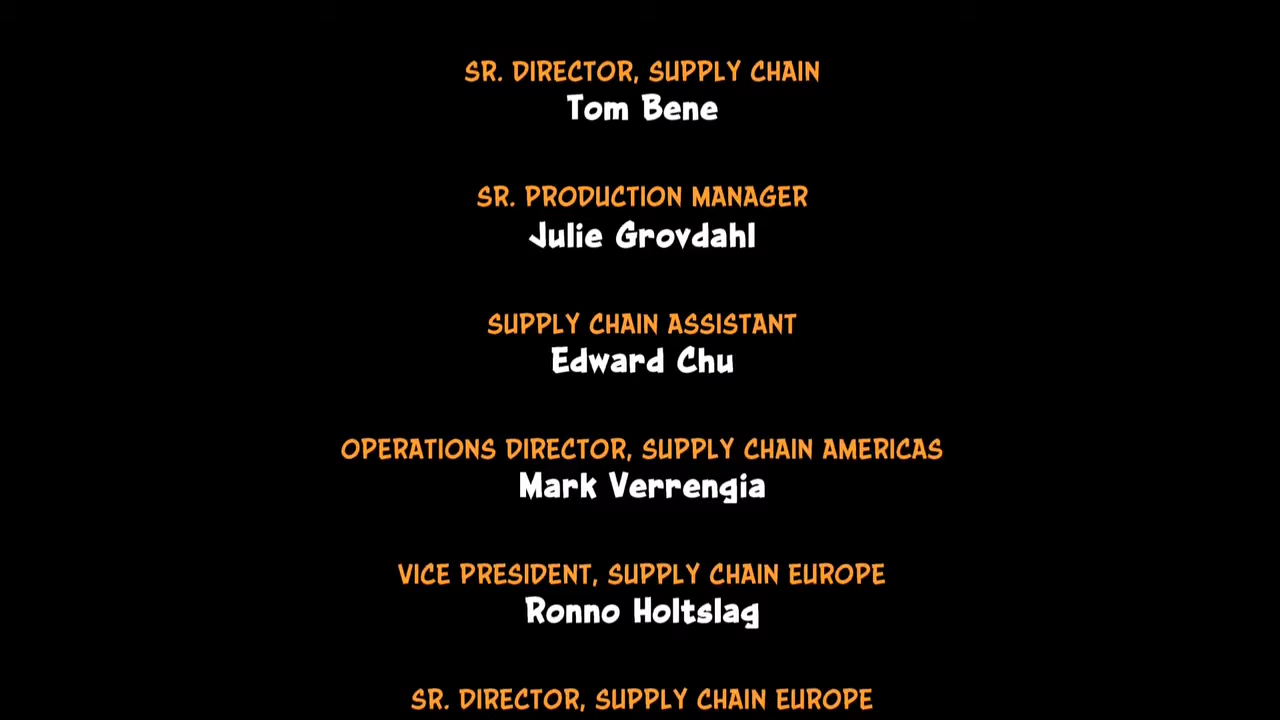 SR. DIRECTOR, SUPPLY CHAIN
Tom Bene
SR. PRODUCTION MANAGER
Julie Grovdahl
SUPPLY CHAIN ASSISTANT
Edward Chu
OPERATIONS DIRECTOR, SUPPLY CHAIN AMERICAS
Mark Verrengia
VICE PRESIDENT, SUPPLY CHAIN EUROPE
Ronno Holtslag
SR. DIRECTOR, SUPPLY CHAIN EUROPE